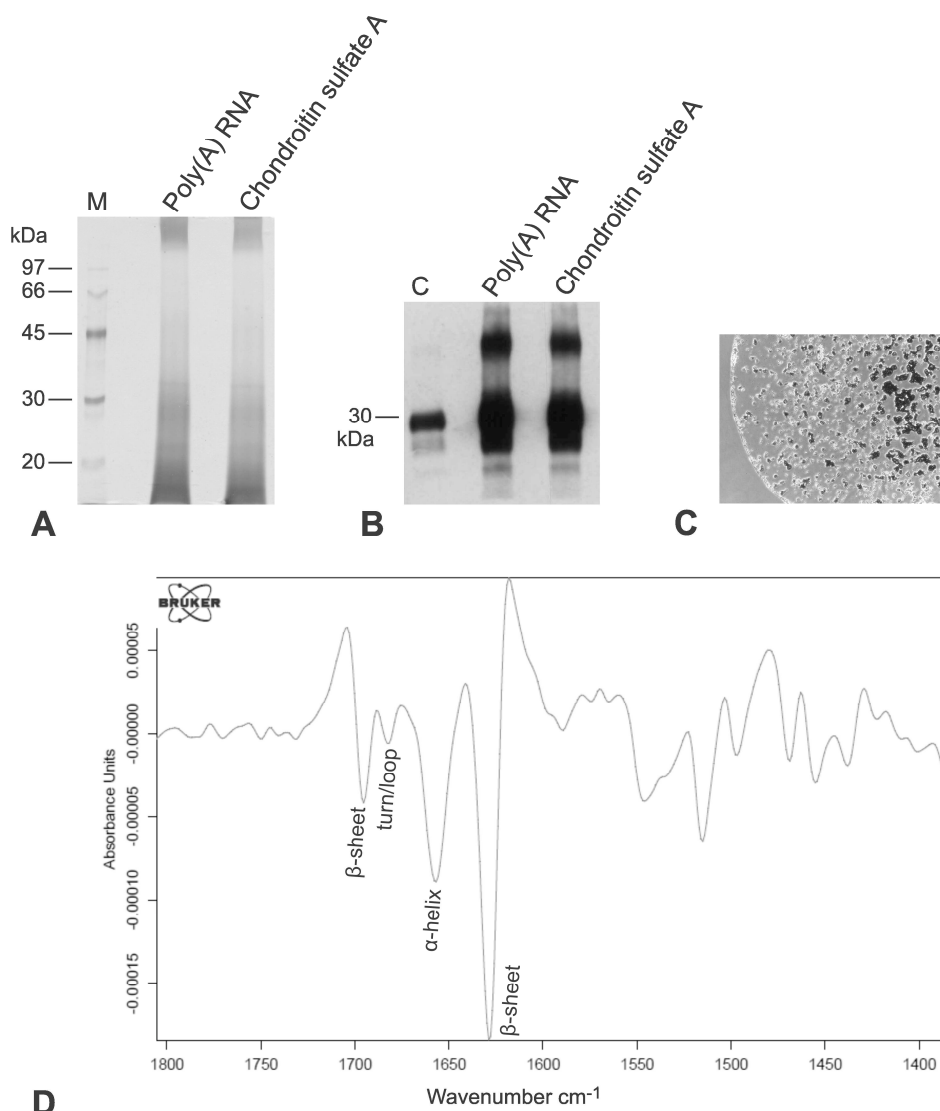 M
Poly(A) RNA
Chondroitin sulfate A
kDa
97
66
45
30
20
A
C
Poly(A) RNA
Chondroitin sulfate A
30
kDa
B
C
BRUKER
0.00005
-0.00000
-0.00005
-0.00010
-0.00015
Absorbance Units
β-sheet
turn/loop
α-helix
β-sheet
1800
1750
1700
1650
1600
1550
1500
1450
1400
Wavenumber cm-1
D